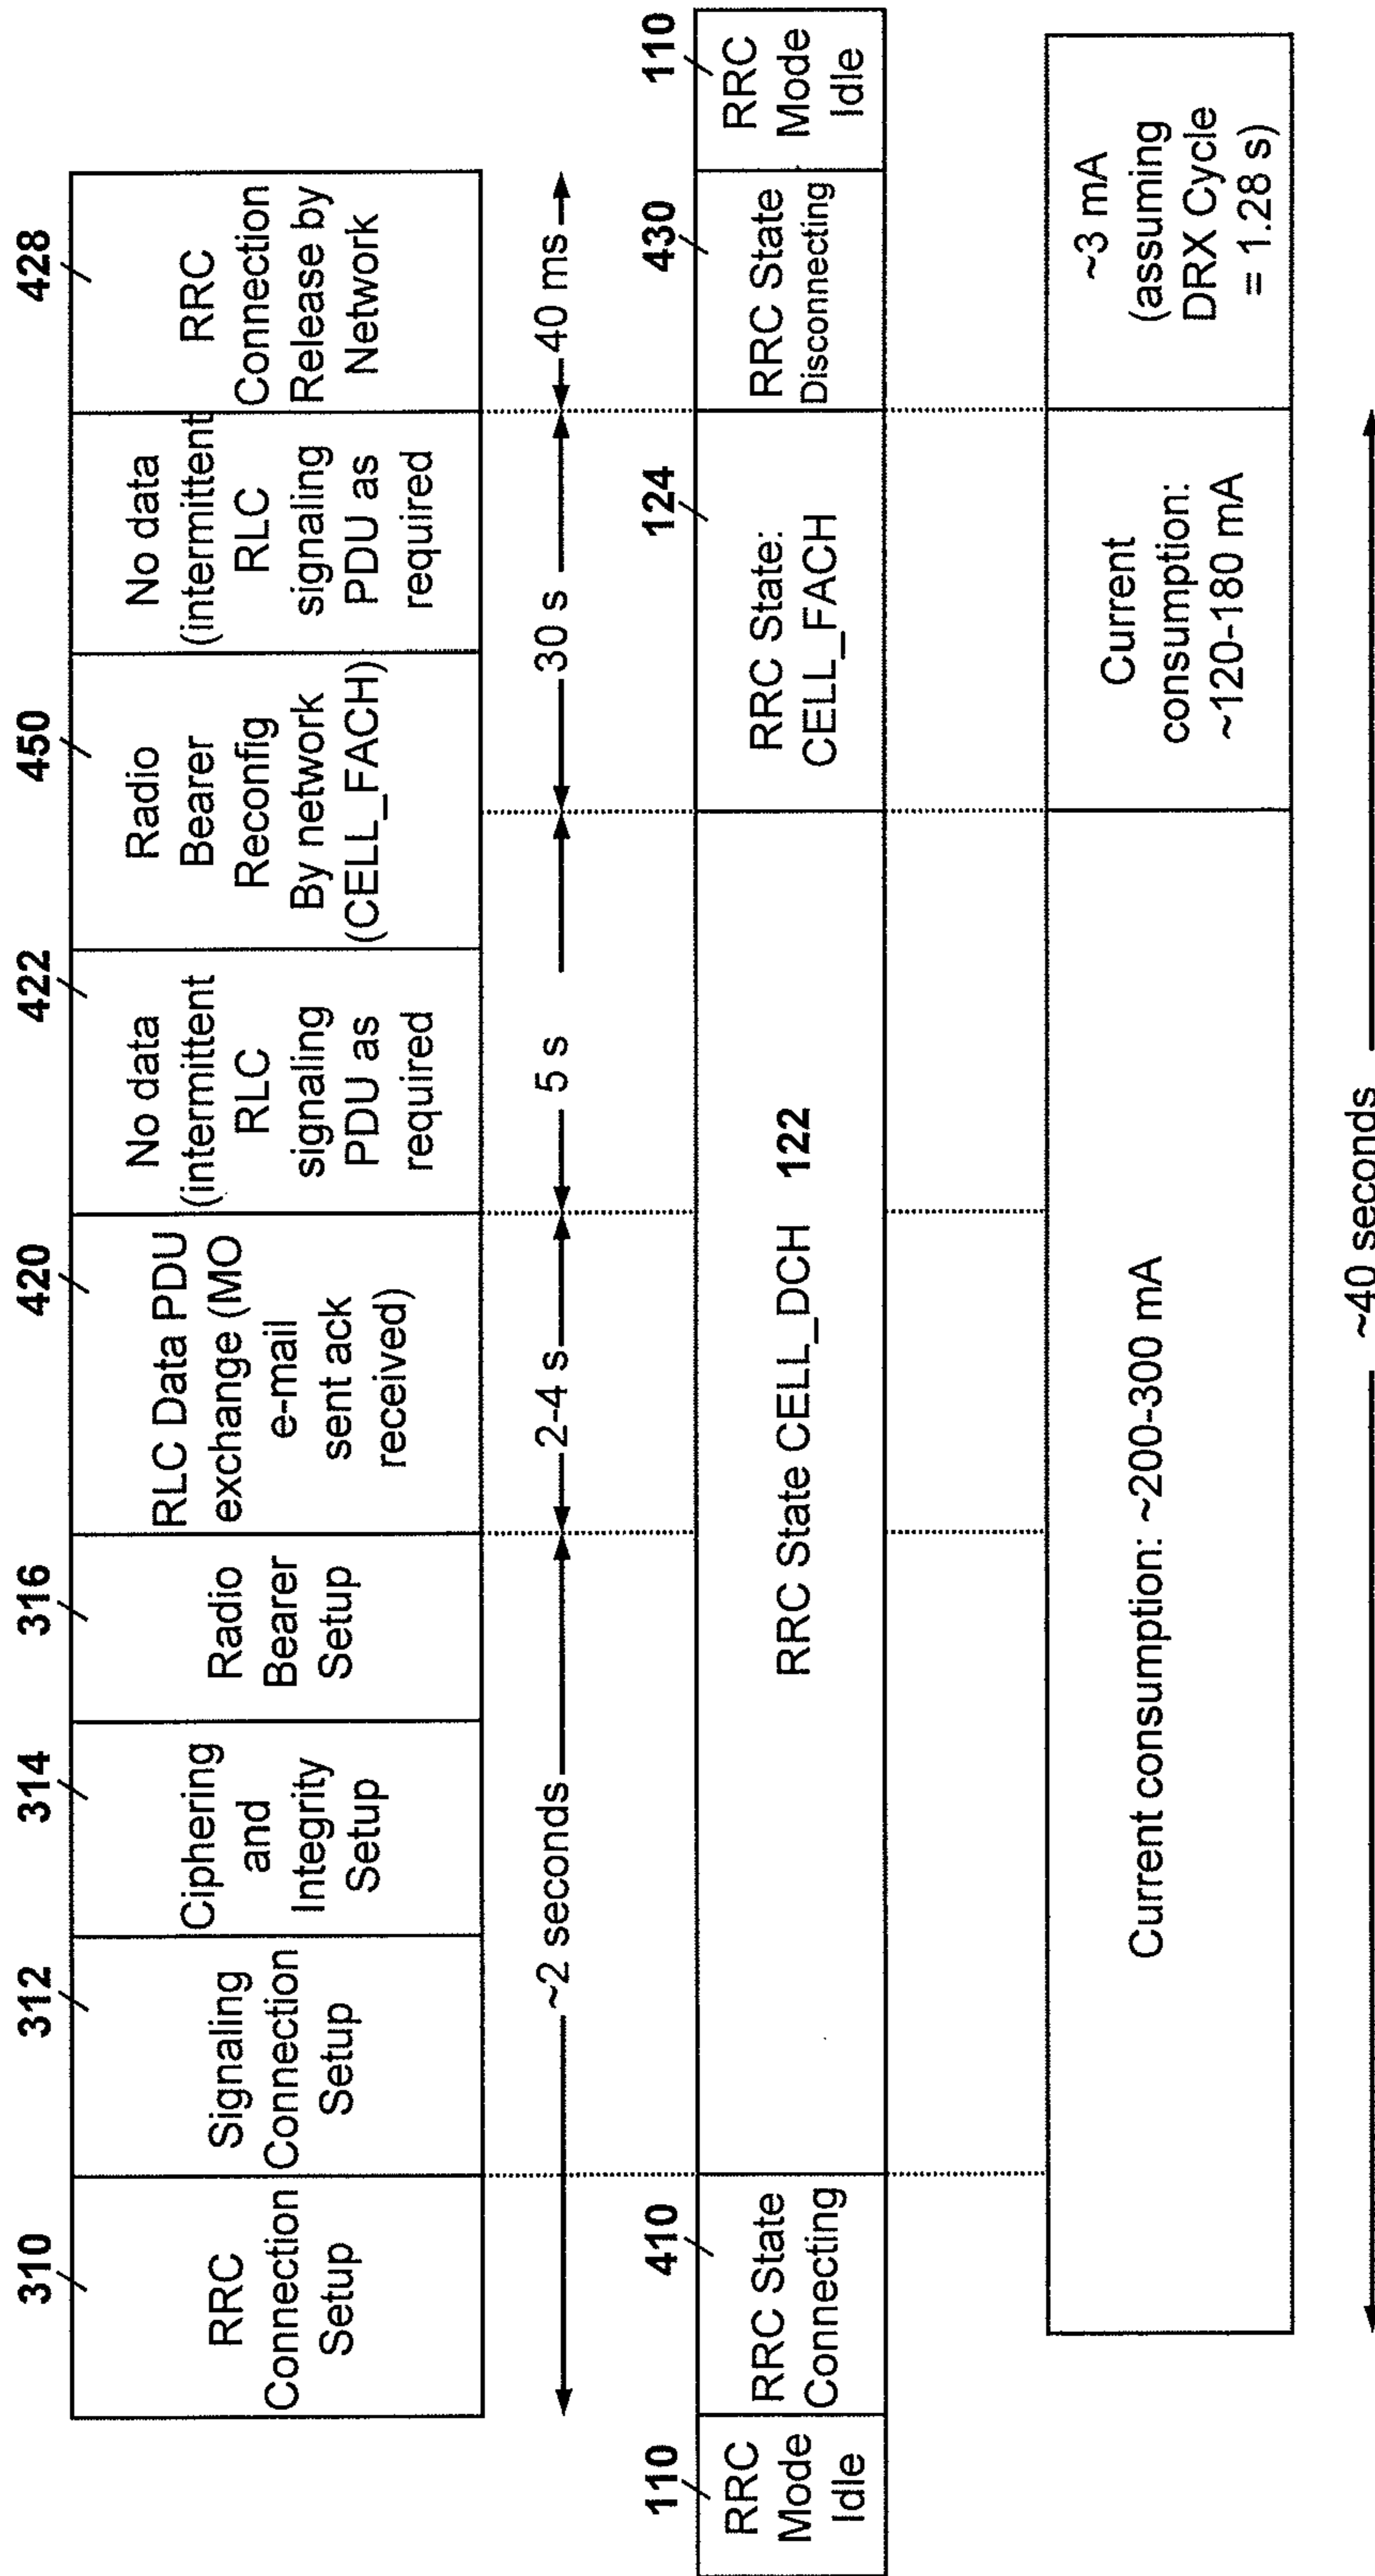 310
RRC
Connection
Setup
312
Signaling
Connection
Setup
314
Ciphering
and
Integrity
Setup
316
Radio
Bearer
Setup
420
RLC Data PDU
exchange (MO
e-mail
sent ack
received)
422
No data
(intermittent
RLC
signaling
PDU as
required
450
Radio
Bearer
Reconfig
By network
(CELL_FACH)
No data
(intermittent
RLC
signaling
PDU as
required
428
RRC
Connection
Release by
Network
~2 seconds
2-4 s
5 s
30 s
40 ms
110
RRC
Mode
Idle
410
RRC State
Connecting
RRC State CELL_DCH 122
124
RRC State:
CELL_FACH
430
RRC State
Disconnecting
110
RRC
Mode
Idle
Current consumption: ~200-300 mA
Current
consumption:
~120-180 mA
~3 mA
(assuming
DRX Cycle
= 1.28 s)
~40 seconds